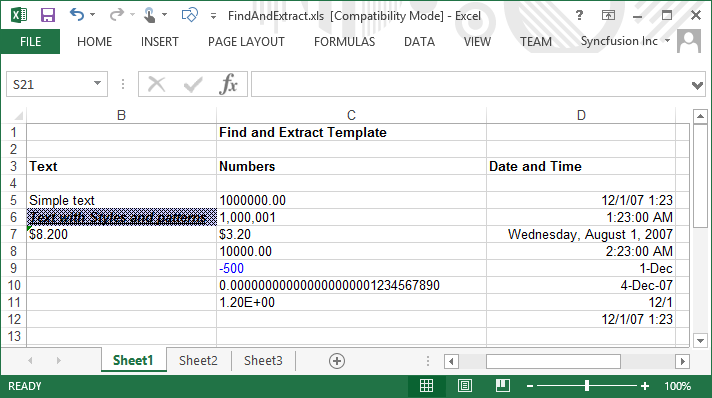 FindAndExtract.xls [Compatibility Mode] - Excel
FILE HOME INSERT PAGE LAYOUT FORMULAS DATA REVIEW VIEW TEAM Syncfusion Inc
S21 fx
B C D
1 Find and Extract Template
2
3 Text Numbers Date and Time
4
5 Simple text 1000000.00 12/1/07 1:23
6 Text with Styles and patterns 1,000,001 1:23:00 AM
7 $8.200 $3.20 Wednesday, August 1, 2007
8 10000.00 2:23:00 AM
9 -500 1-Dec
10 0.00000000000000000001234567890 4-Dec-07
11 1.20E+00 12/1
12 12/1/07 1:23
13
Sheet1 Sheet2 Sheet3
READY 100%